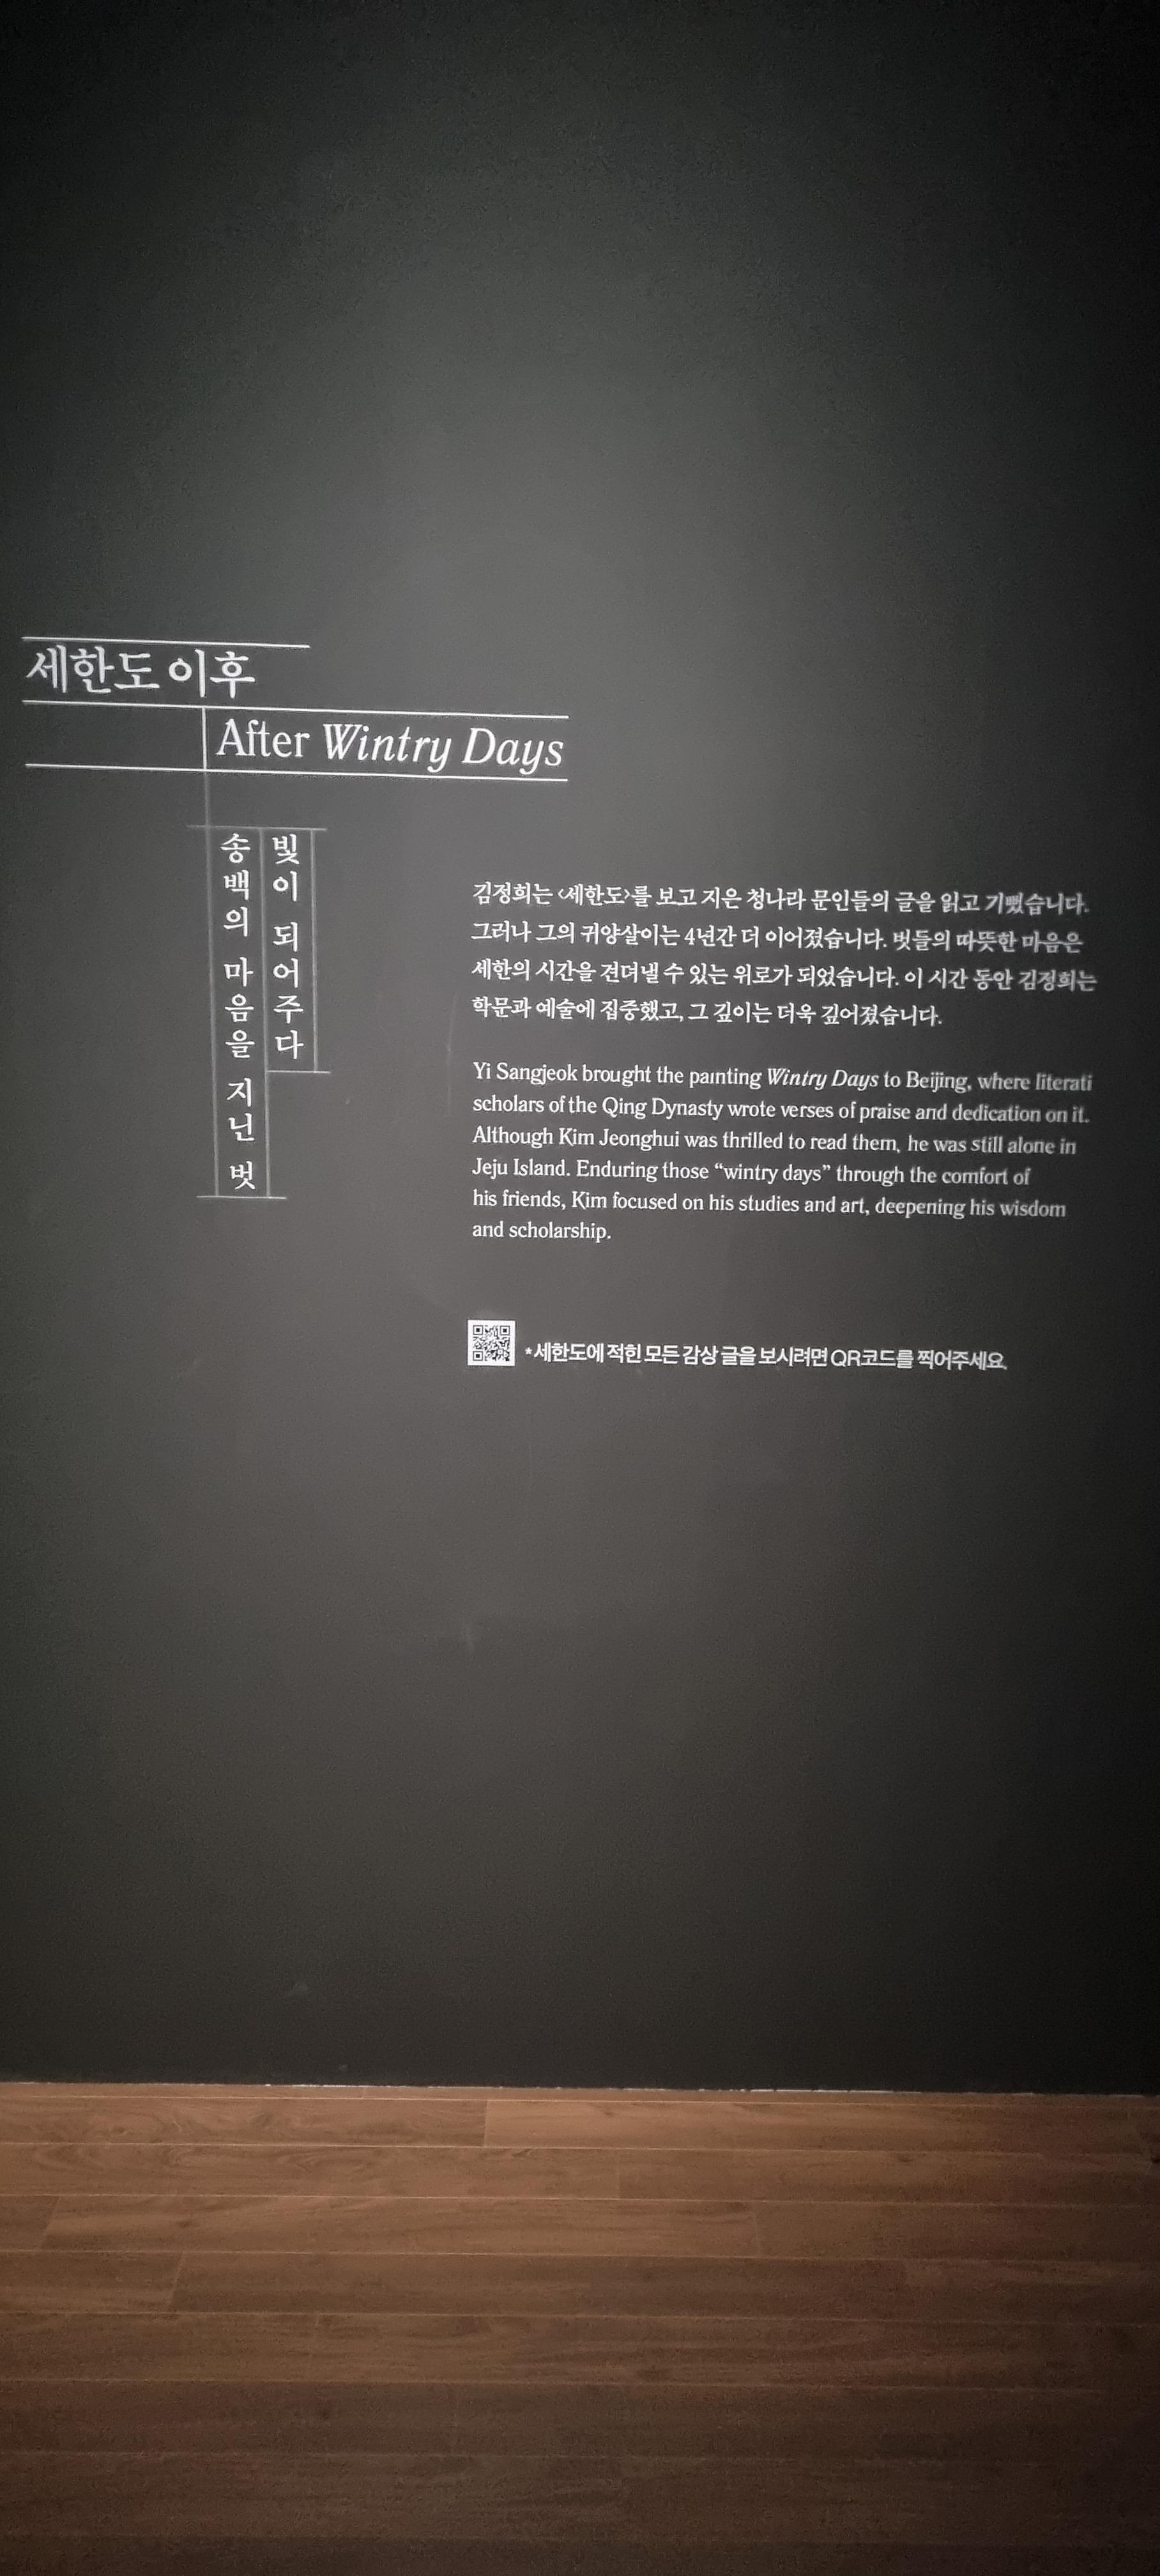 세한도 이후
After Wintry Days
송백의 마음을 지닌 벗
빛이 되어주다
김정희는 <세한도>를 보고 지은 청나라 문인들의 글을 읽고 기뻤습니다.
그러나 그의 귀양살이는 4년간 더 이어졌습니다. 벗들의 따뜻한 마음은
세한의 시간을 견뎌낼 수 있는 위로가 되었습니다. 이 시간 동안 김정희는
학문과 예술에 집중했고, 그 깊이는 더욱 깊어졌습니다.
Yi Sangjeok brought the painting Wintry Days to Beijing, where literati
scholars of the Qing Dynasty wrote verses of praise and dedication on it.
Although Kim Jeonghui was thrilled to read them, he was still alone in
Jeju Island. Enduring those “wintry days” through the comfort of
his friends, Kim focused on his studies and art, deepening his wisdom
and scholarship.
*세한도에 적힌 모든 감상 글을 보시려면 QR코드를 찍어주세요.